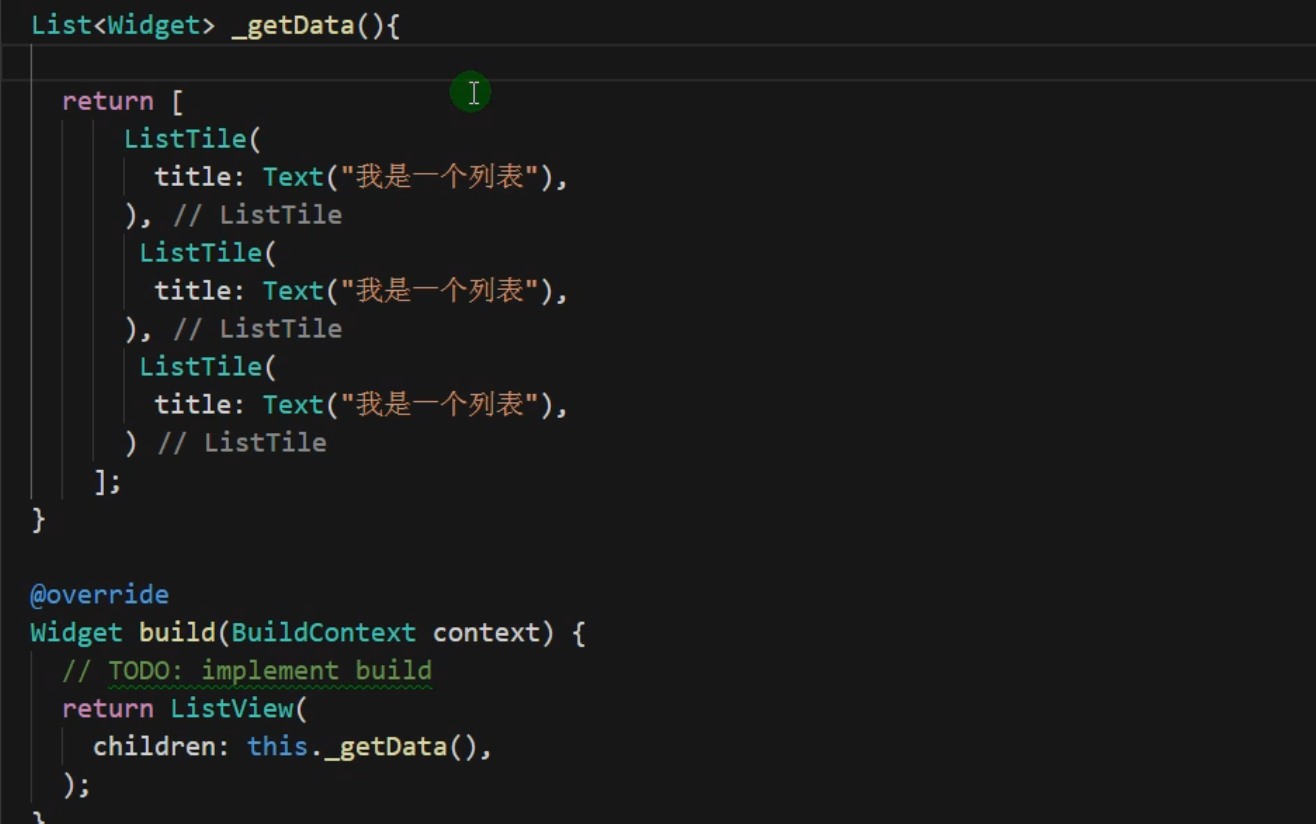 List<Widget> _getData(){
return [
ListTile(
title: Text("我是一个列表"),
), // ListTile
ListTile(
title: Text("我是一个列表"),
), // ListTile
ListTile(
title: Text("我是一个列表"),
) // ListTile
];
}
@override
Widget build(BuildContext context) {
// TODO: implement build
return ListView(
children: this._getData(),
);
}